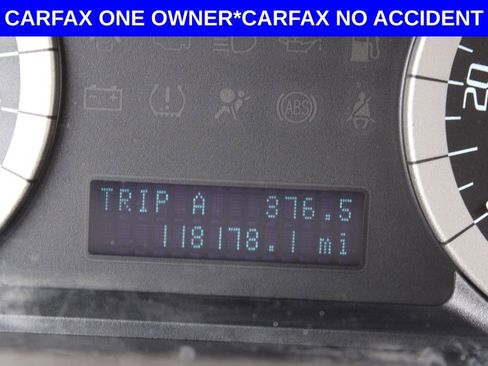 CARFAX ONE OWNER*CARFAX NO ACCIDENT
ABS
20
TRIP A 376.5
118178.1 mi